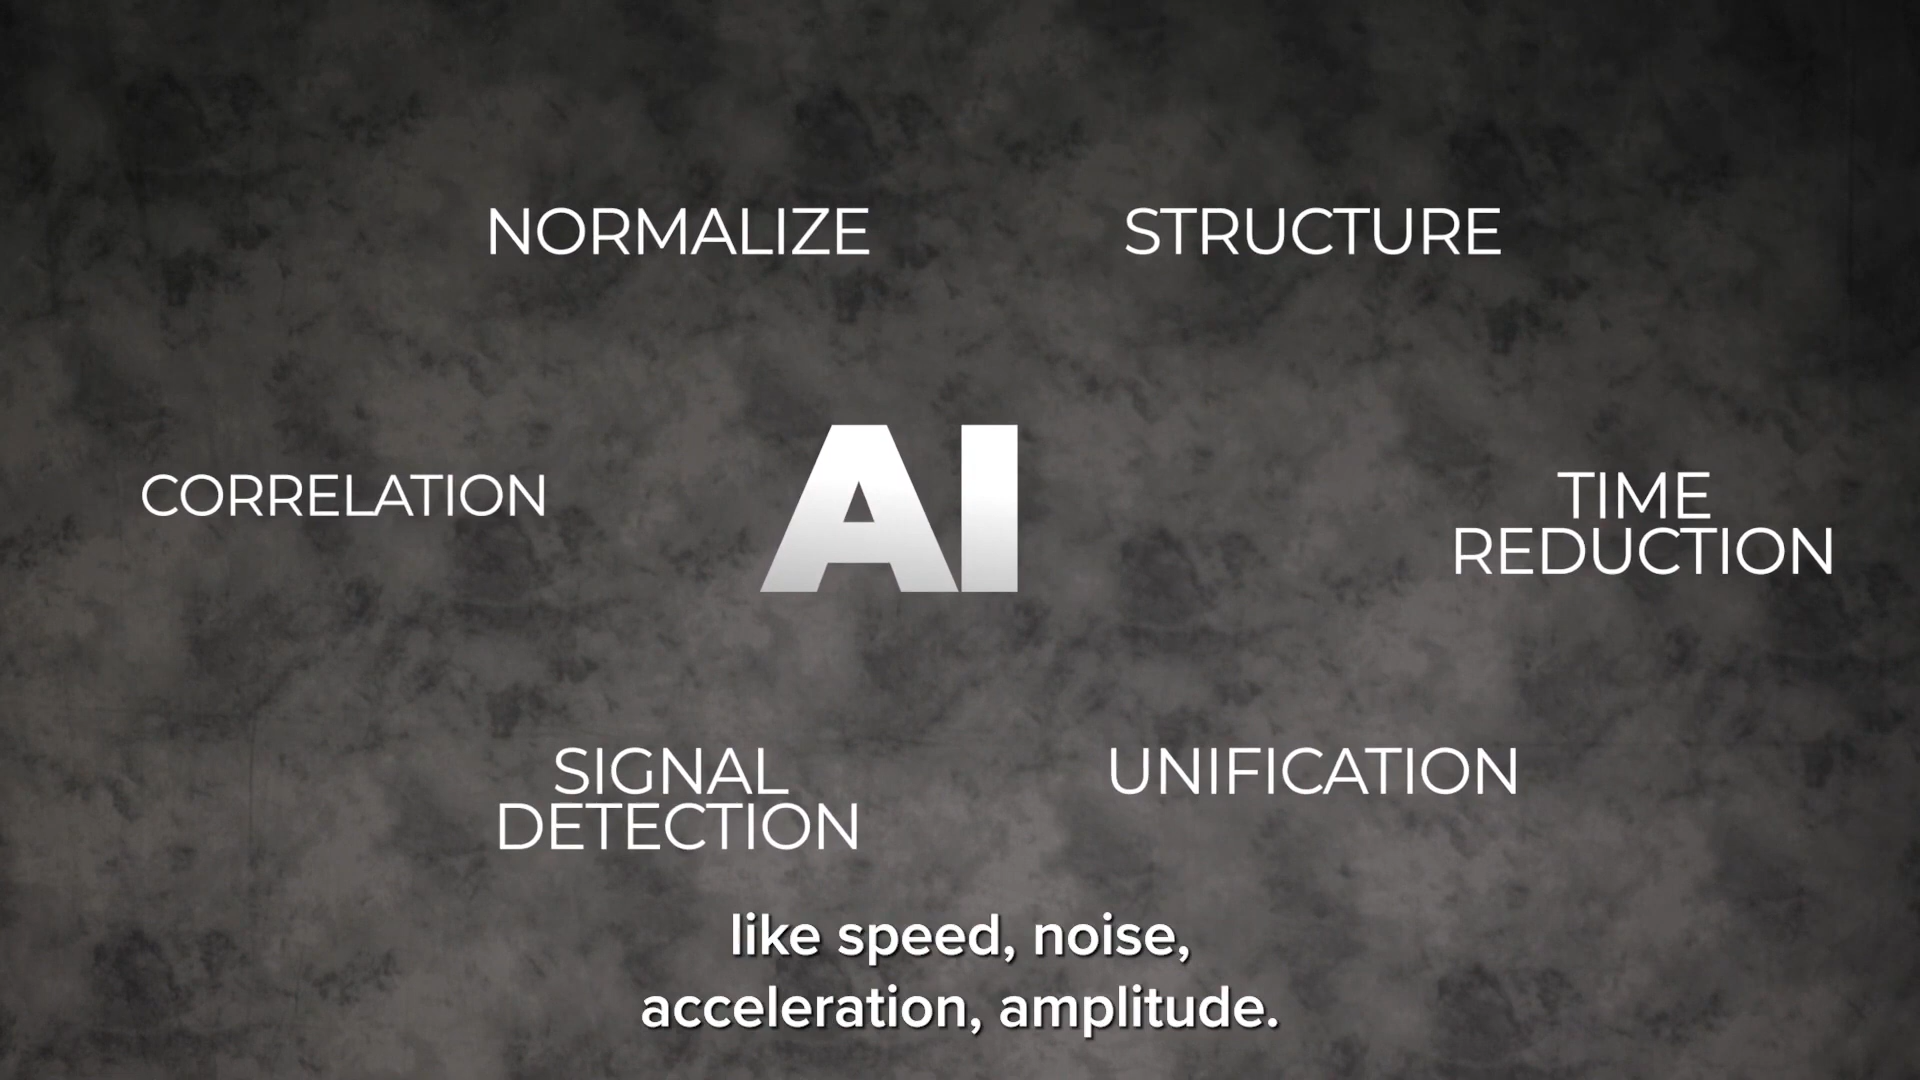 NORMALIZE
STRUCTURE
CORRELATION
AI
TIME
REDUCTION
SIGNAL
DETECTION
UNIFICATION
like speed, noise,
acceleration, amplitude.